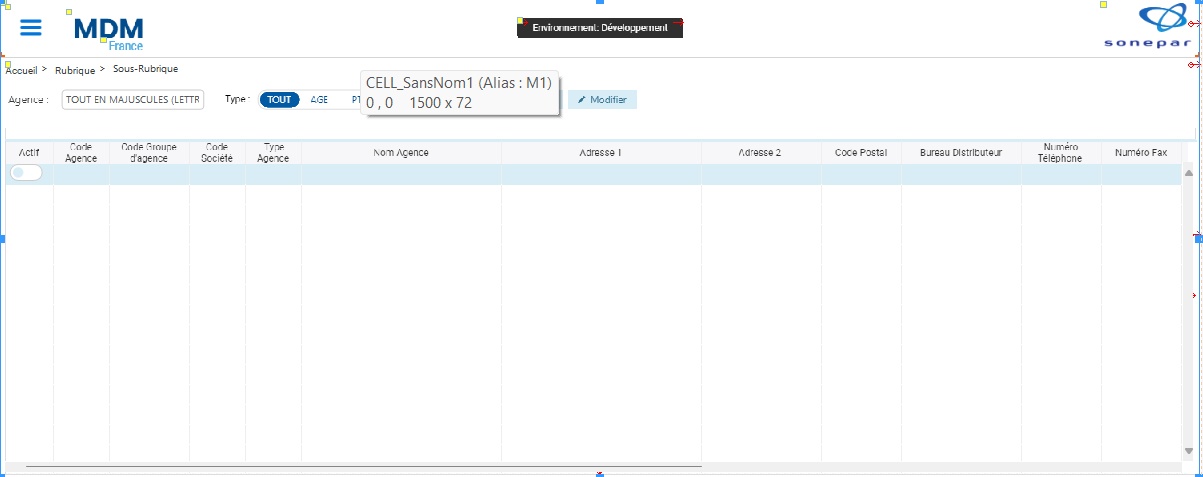 MDM
France
Environnement: Développement
sonepar
Accueil > Rubrique > Sous-Rubrique
CELL_SansNom1 (Alias : M1)
0 , 0 1500 x 72
Agence : TOUT EN MAJUSCULES (LETTR Type : TOUT AGE PT Modifier
Actif Code Agence Code Groupe d'agence Code Société Type Agence Nom Agence Adresse 1 Adresse 2 Code Postal Bureau Distributeur Numéro Téléphone Numéro Fax